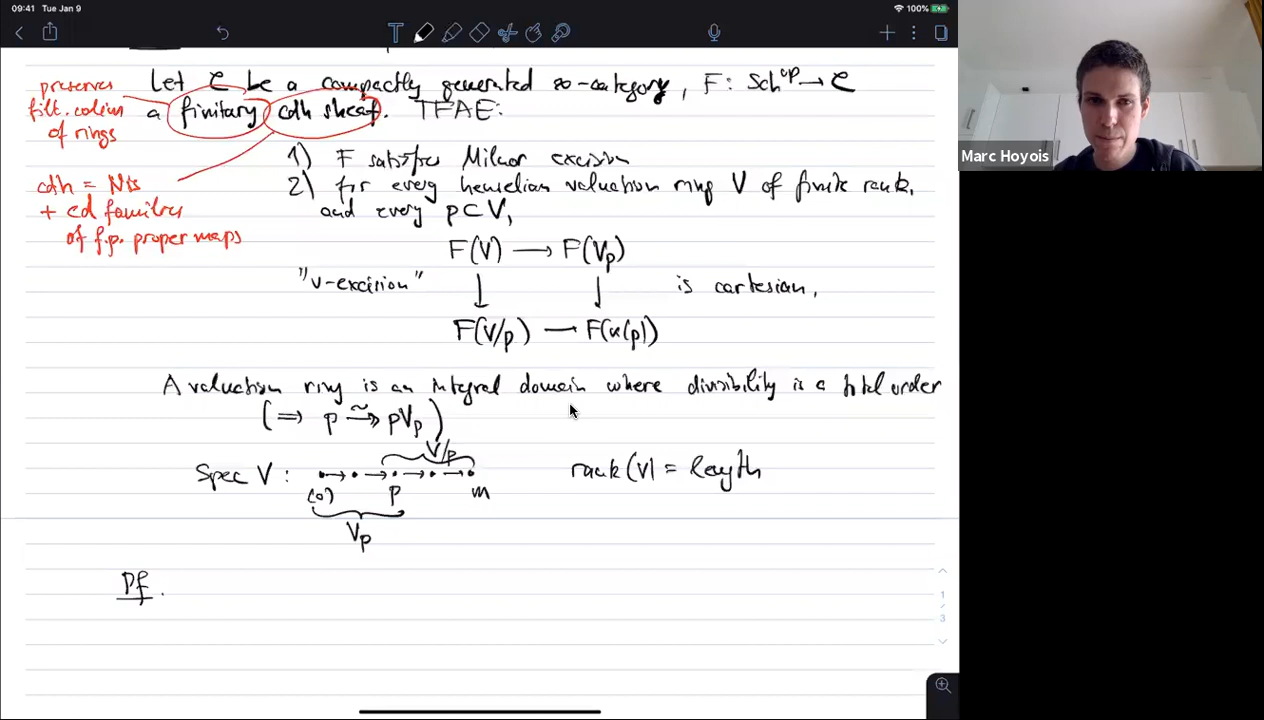 09:41 Tue Jan 9
100%
Let C be a compactly generated ∞-category, F: Sch^{op} → C
a finitary cdh sheaf. TFAE:
preserves
filt. colims
of rings
cdh = Nis
+ cd families
of f.p. proper maps
1) F satisfies Milnor excision
2) for every henselian valuation ring V of finite rank,
and every p ⊂ V,
F(V) → F(V_p)
"v-excision" ↓ ↓ is cartesian,
F(V/p) → F(κ(p))
A valuation ring is an integral domain where divisibility is a total order
(⇒ p ⥲ pV_p)
V/p
Spec V: • → • → • → • → • rank(V) = length
(0) p m
V_p
Pf.
Marc Hoyois
1
/
3